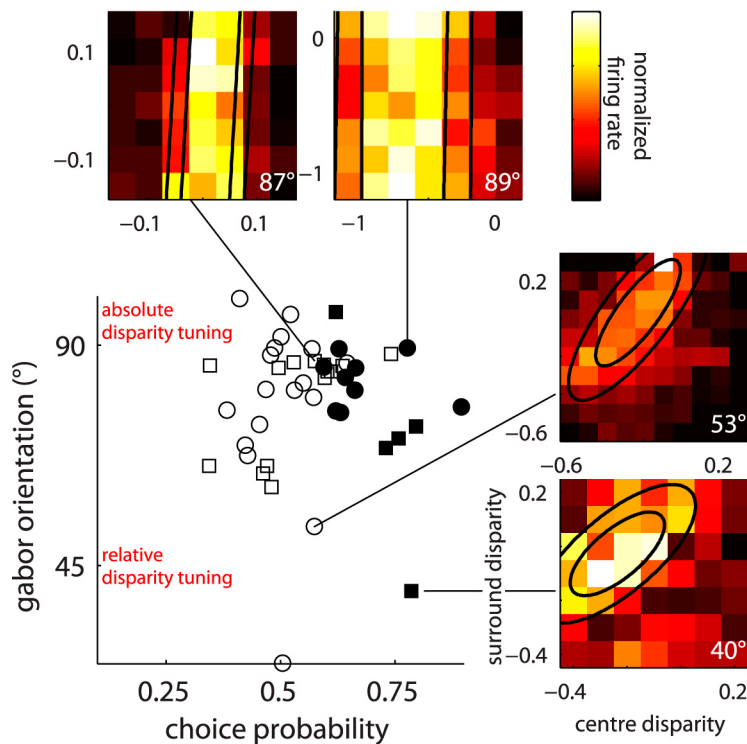 0.1
−0.1
87°
−0.1
0.1
0
−1
89°
−1
0
normalized
firing rate
absolute
disparity tuning
90
45
relative
disparity tuning
gabor orientation (°)
0.25
0.5
0.75
choice probability
0.2
−0.6
53°
−0.6
0.2
surround disparity
0.2
−0.4
40°
−0.4
0.2
centre disparity